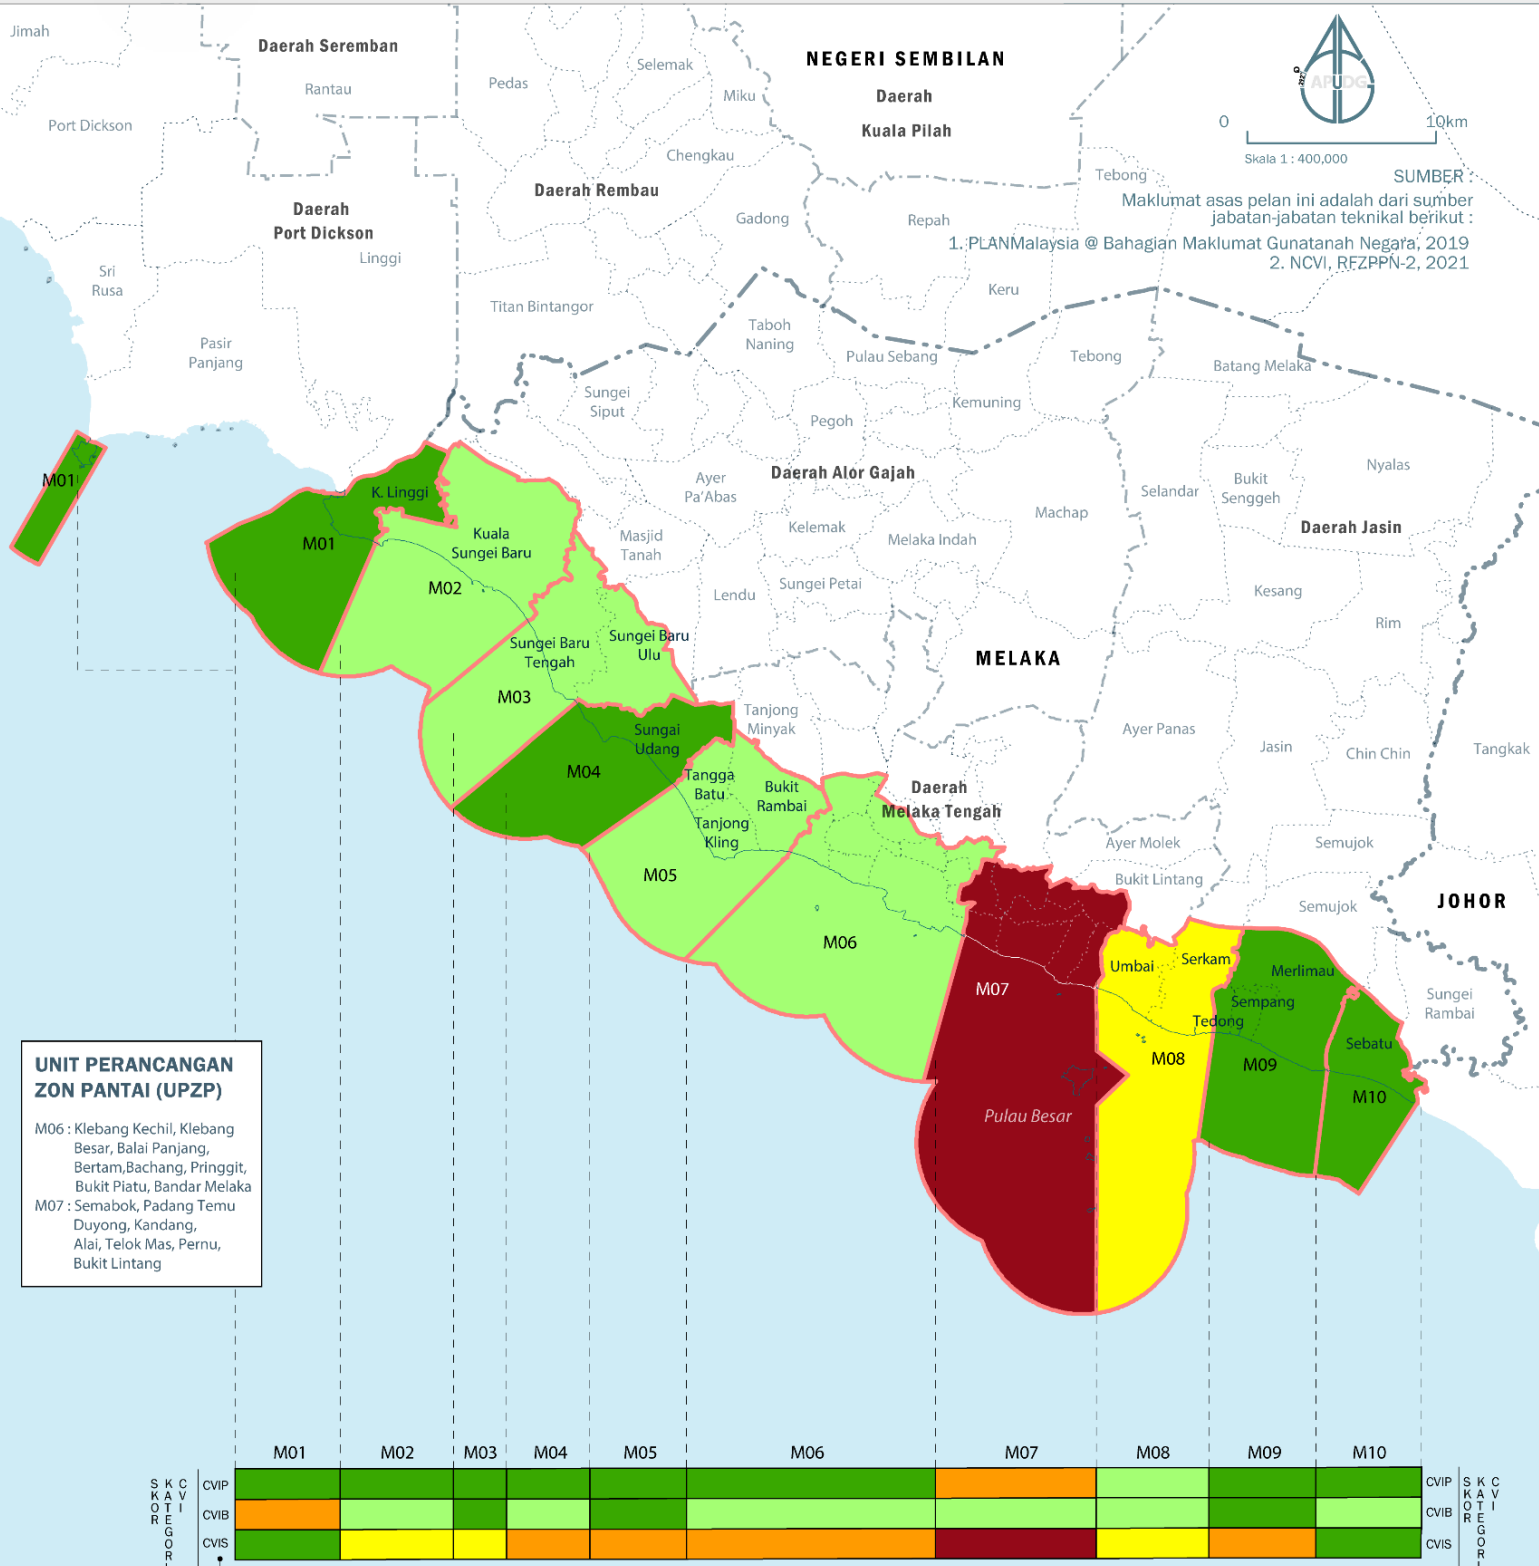 Jimah
Daerah Seremban
Rantau
Port Dickson
Pedas
Selemak
Miku
NEGERI SEMBILAN
Daerah
Kuala Pilah
Chengkau
Daerah Rembau
Daerah
Port Dickson
Linggi
Gadong
Repah
Tebong
APUDG
0
10km
Skala 1 : 400,000
SUMBER :
Maklumat asas pelan ini adalah dari sumber
jabatan-jabatan teknikal berikut :
1. PLANMalaysia @ Bahagian Maklumat Gunatanah Negara, 2019
2. NCVI, RFZPPN-2, 2021
Sri
Rusa
Titan Bintangor
Keru
Pasir
Panjang
Taboh
Naning
Pulau Sebang
Tebong
Batang Melaka
Sungei
Siput
Pegoh
Kemuning
Daerah Alor Gajah
Ayer
Pa'Abas
Selandar
Bukit
Senggeh
Nyalas
M01
K. Linggi
Kelemak
Machap
Daerah Jasin
M01
Kuala
Sungei Baru
Masjid
Tanah
Melaka Indah
M02
Lendu
Sungei Petai
Kesang
Rim
Sungei Baru
Tengah
Sungei Baru
Ulu
MELAKA
M03
Tanjong
Minyak
Ayer Panas
Jasin
Chin Chin
Tangkak
Sungai
Udang
M04
Tangga
Batu
Bukit
Rambai
Daerah
Melaka Tengah
Tanjong
Kling
Ayer Molek
Semujok
M05
Bukit Lintang
Semujok
JOHOR
M06
Umbai
Serkam
Merlimau
M07
Sempang
Tedong
Sungei
Rambai
Sebatu
M08
M09
M10
Pulau Besar
UNIT PERANCANGAN
ZON PANTAI (UPZP)
M06 : Klebang Kechil, Klebang
Besar, Balai Panjang,
Bertam,Bachang, Pringgit,
Bukit Piatu, Bandar Melaka
M07 : Semabok, Padang Temu
Duyong, Kandang,
Alai, Telok Mas, Pernu,
Bukit Lintang
M01 M02 M03 M04 M05 M06 M07 M08 M09 M10
SKOR
KATEGORI
CVI
CVIP
CVIB
CVIS
CVIP
CVIB
CVIS
SKOR
KATEGORI
CVI